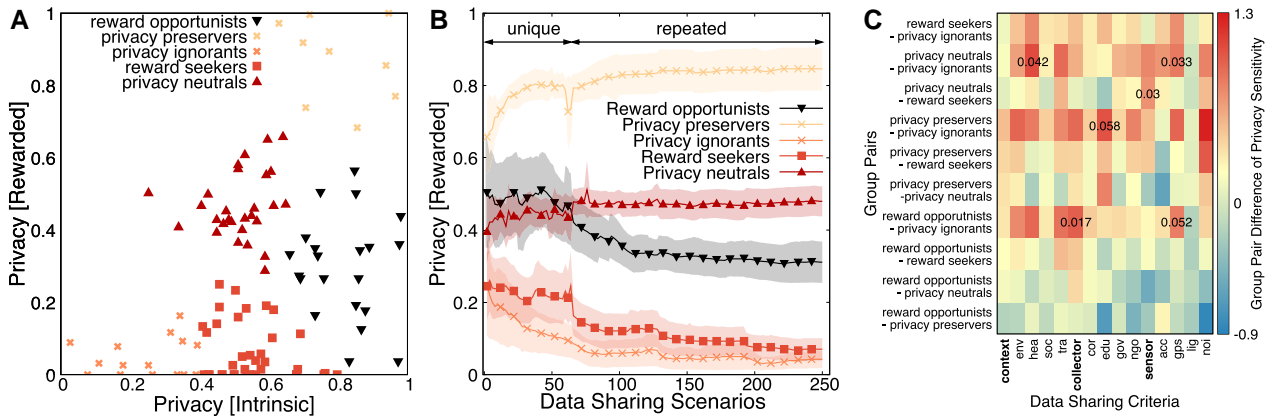 A
reward opportunists
privacy preservers
privacy ignorants
reward seekers
privacy neutrals
Privacy [Rewarded]
1
0.8
0.6
0.4
0.2
0
0
0.2
0.4
0.6
0.8
1
Privacy [Intrinsic]
B
unique
repeated
Reward opportunists
Privacy preservers
Privacy ignorants
Reward seekers
Privacy neutrals
Privacy [Rewarded]
1
0.8
0.6
0.4
0.2
0
0
50
100
150
200
250
Data Sharing Scenarios
C
Group Pairs
reward seekers
- privacy ignorants
privacy neutrals
- privacy ignorants
privacy neutrals
- reward seekers
privacy preservers
- privacy ignorants
privacy preservers
- reward seekers
privacy preservers
-privacy neutrals
reward opporutnists
- privacy ignorants
reward opportunists
- reward seekers
reward opportunists
- privacy neutrals
reward opportunists
- privacy preservers
0.042
0.033
0.03
0.058
0.017
0.052
context
env
hea
soc
tra
collector
cor
edu
gov
ngo
sensor
acc
gps
lig
noi
Data Sharing Criteria
1.3
0
-0.9
Group Pair Difference of Privacy Sensitivity